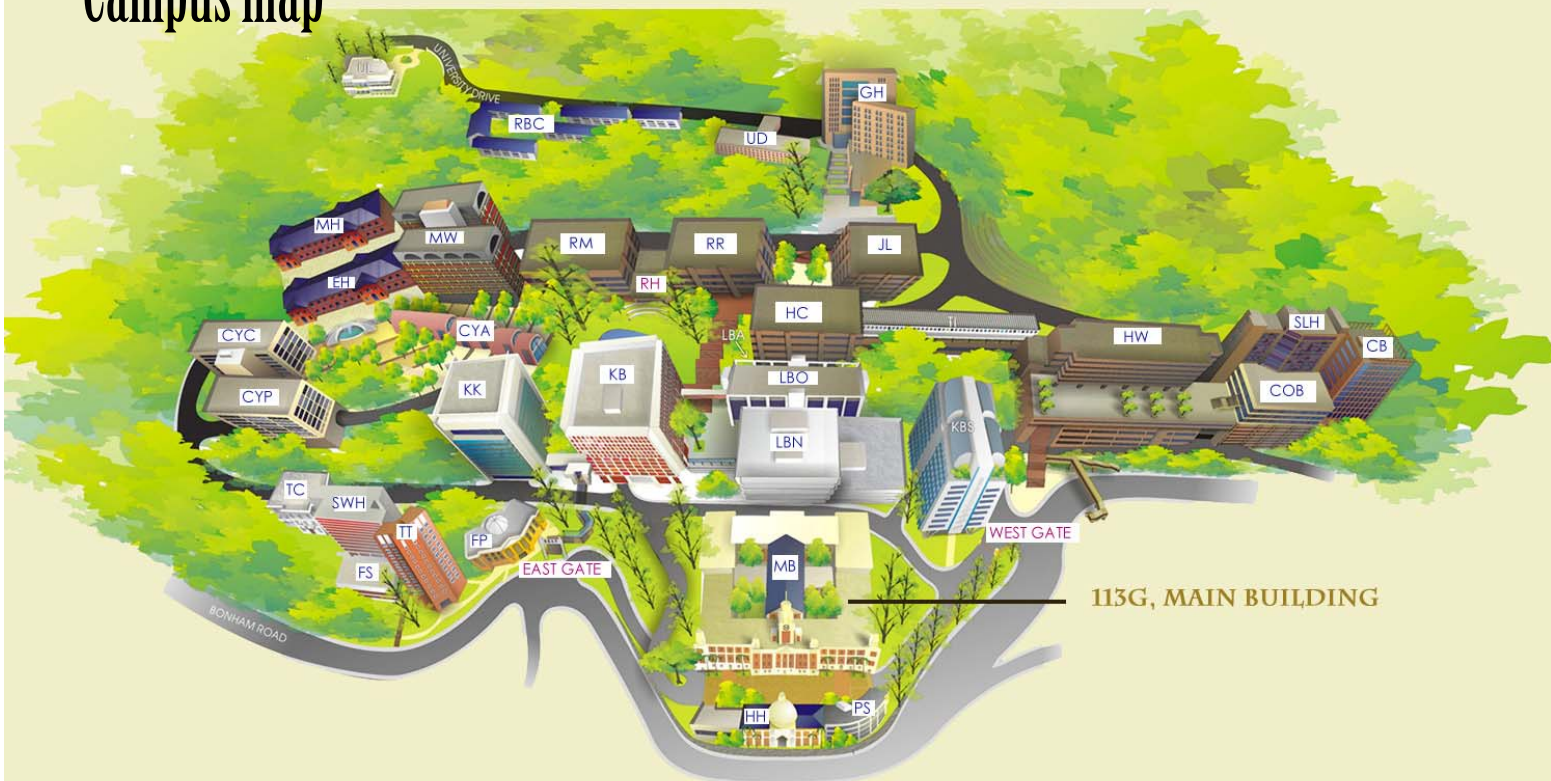 Campus map
UL
UNIVERSITY DRIVE
GH
RBC
UD
MH
MW
RM
RR
JL
EH
RH
HC
TI
CYC
CYA
LBA
HW
SLH
CB
KK
KB
LBO
COB
CYP
KBS
LBN
TC
SWH
TT
FP
WEST GATE
FS
EAST GATE
MB
113G, MAIN BUILDING
BONHAM ROAD
HH
PS